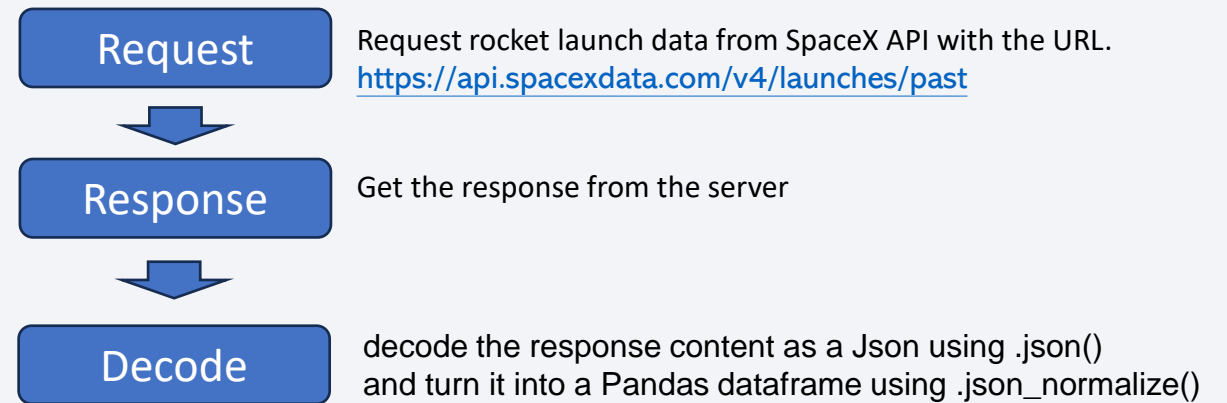 Request
Request rocket launch data from SpaceX API with the URL.
https://api.spacexdata.com/v4/launches/past
Response
Get the response from the server
Decode
decode the response content as a Json using .json()
and turn it into a Pandas dataframe using .json_normalize()